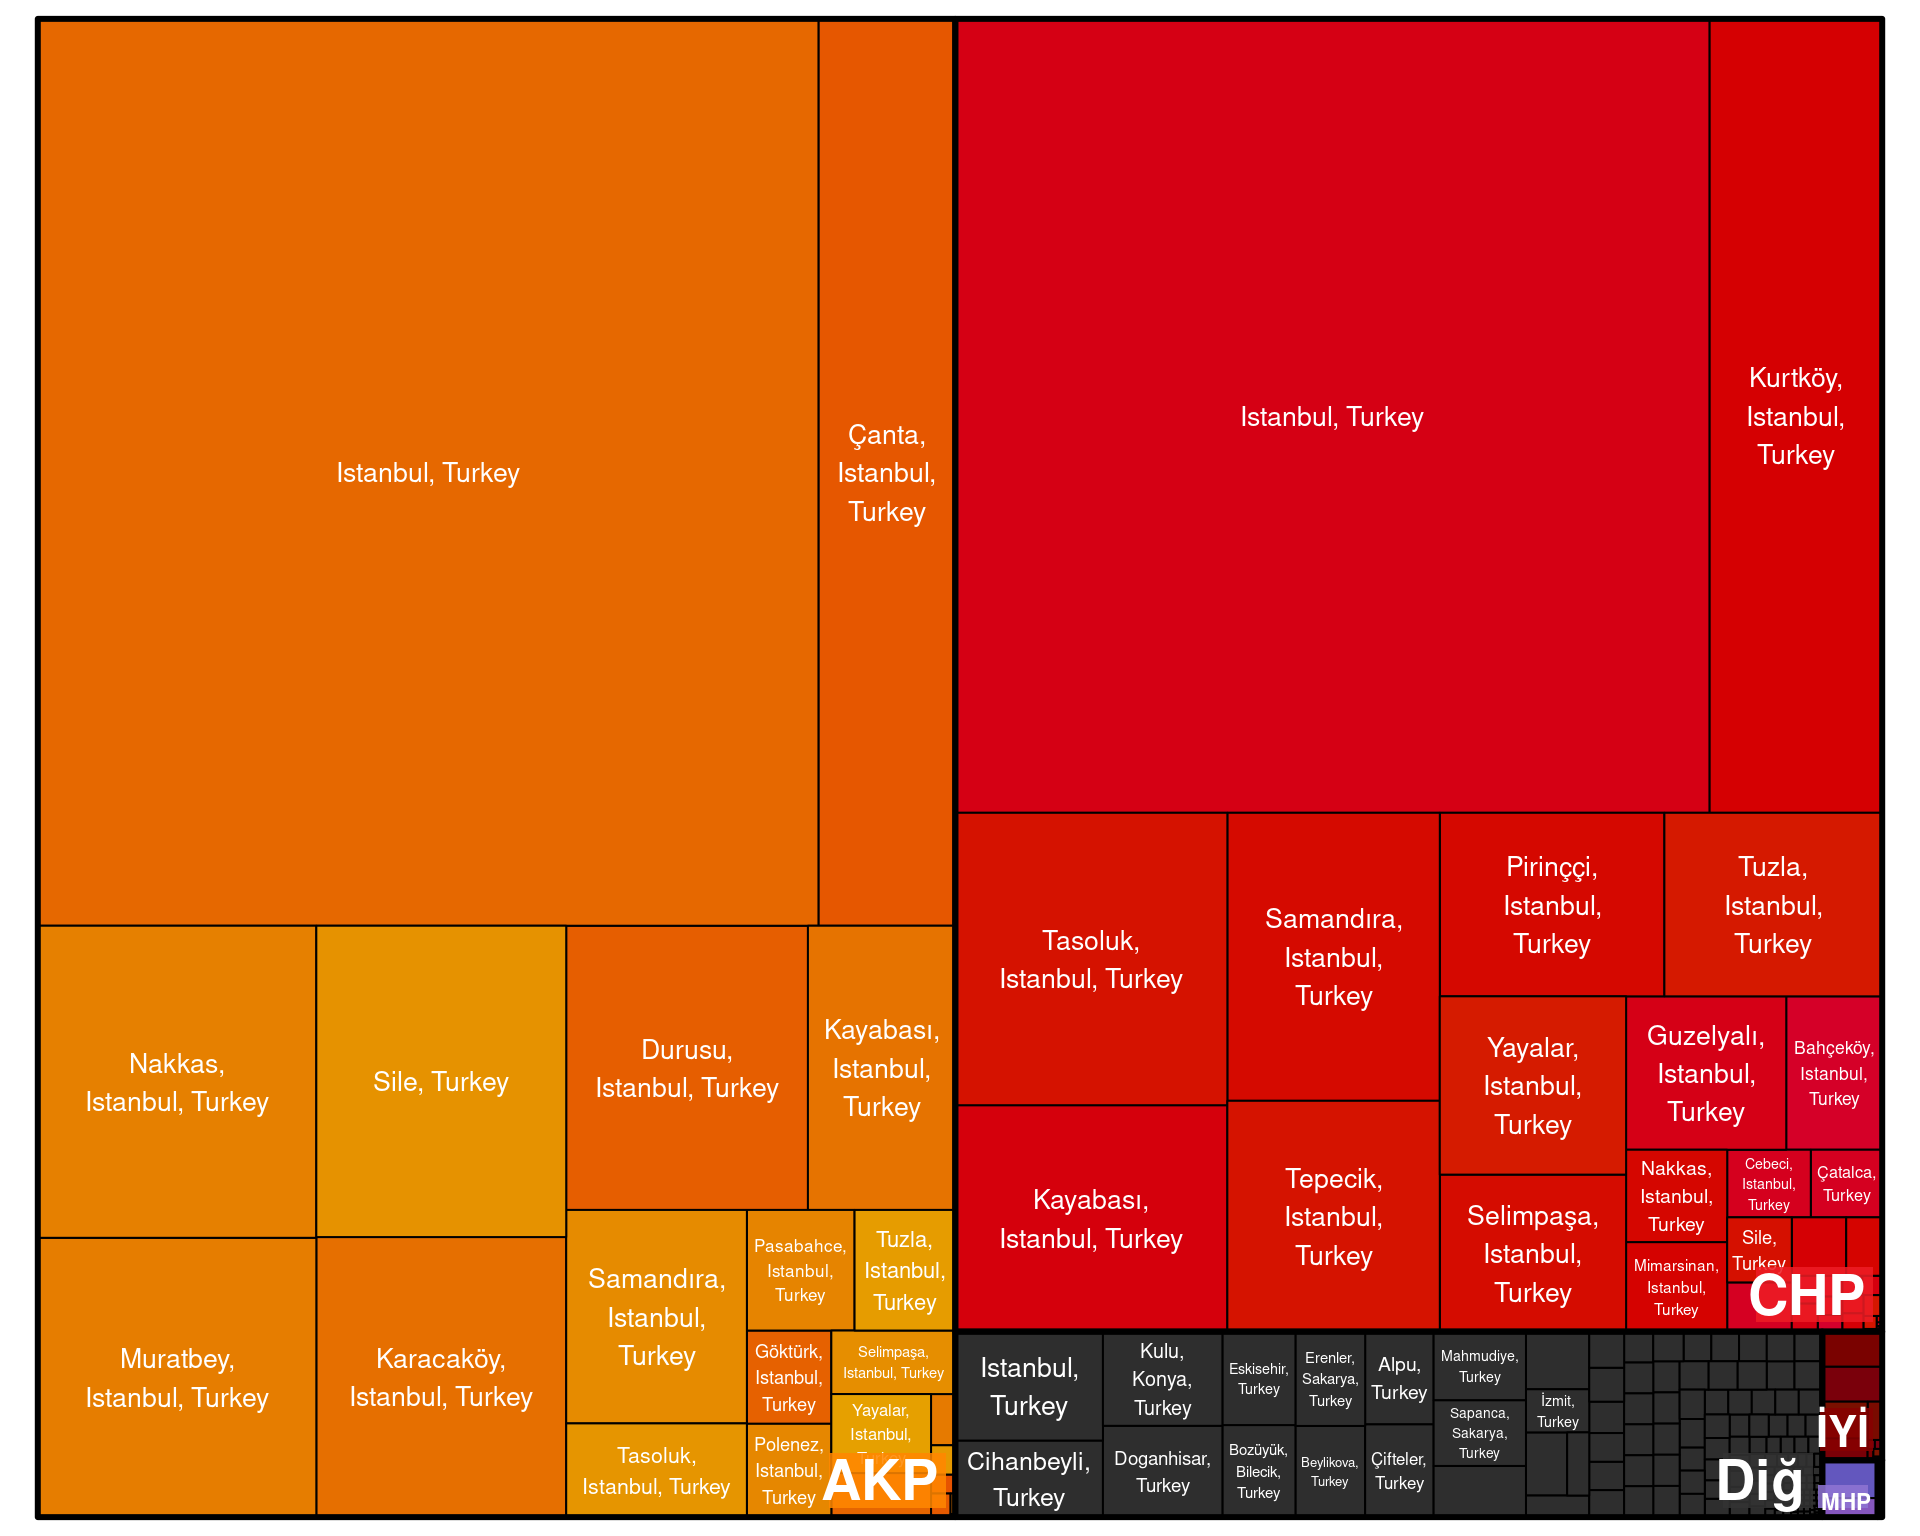 Istanbul, Turkey
Çanta,
Istanbul,
Turkey
Nakkas,
Istanbul, Turkey
Sile, Turkey
Durusu,
Istanbul, Turkey
Kayabası,
Istanbul,
Turkey
Muratbey,
Istanbul, Turkey
Karacaköy,
Istanbul, Turkey
Samandıra,
Istanbul,
Turkey
Pasabahce,
Istanbul,
Turkey
Tuzla,
Istanbul,
Turkey
Göktürk,
Istanbul,
Turkey
Selimpaşa,
Istanbul, Turkey
Yayalar,
Istanbul,
Tasoluk,
Istanbul, Turkey
Polenez,
Istanbul,
Turkey
AKP
Istanbul, Turkey
Kurtköy,
Istanbul,
Turkey
Tasoluk,
Istanbul, Turkey
Samandıra,
Istanbul,
Turkey
Pirinççi,
Istanbul,
Turkey
Tuzla,
Istanbul,
Turkey
Kayabası,
Istanbul, Turkey
Tepecik,
Istanbul,
Turkey
Yayalar,
Istanbul,
Turkey
Guzelyalı,
Istanbul,
Turkey
Bahçeköy,
Istanbul,
Turkey
Selimpaşa,
Istanbul,
Turkey
Nakkas,
Istanbul,
Turkey
Cebeci,
Istanbul,
Turkey
Çatalca,
Turkey
Mimarsinan,
Istanbul,
Turkey
Sile,
Turkey
CHP
Istanbul,
Turkey
Kulu,
Konya,
Turkey
Eskisehir,
Turkey
Erenler,
Sakarya,
Turkey
Alpu,
Turkey
Mahmudiye,
Turkey
İzmit,
Turkey
Cihanbeyli,
Turkey
Doganhisar,
Turkey
Bozüyük,
Bilecik,
Turkey
Beylikova,
Turkey
Çifteler,
Turkey
Sapanca,
Sakarya,
Turkey
Diğ
İYİ
MHP